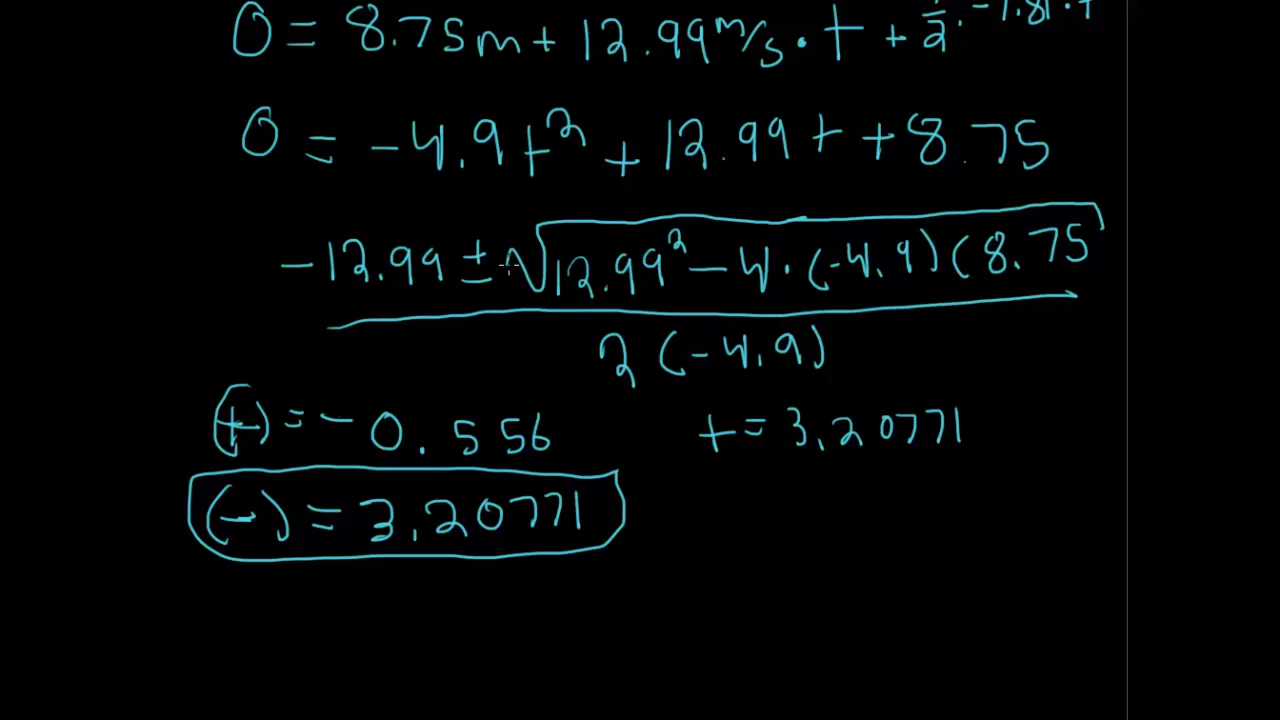 0 = 8.75m + 12.99 m/s • t + 1/2 • -9.81 • t
0 = -4.9t² + 12.99t + 8.75
-12.99 ± √12.99² - 4 • (-4.9)(8.75
2(-4.9)
(+) = -0.556 t = 3.20771
(-) = 3.20771